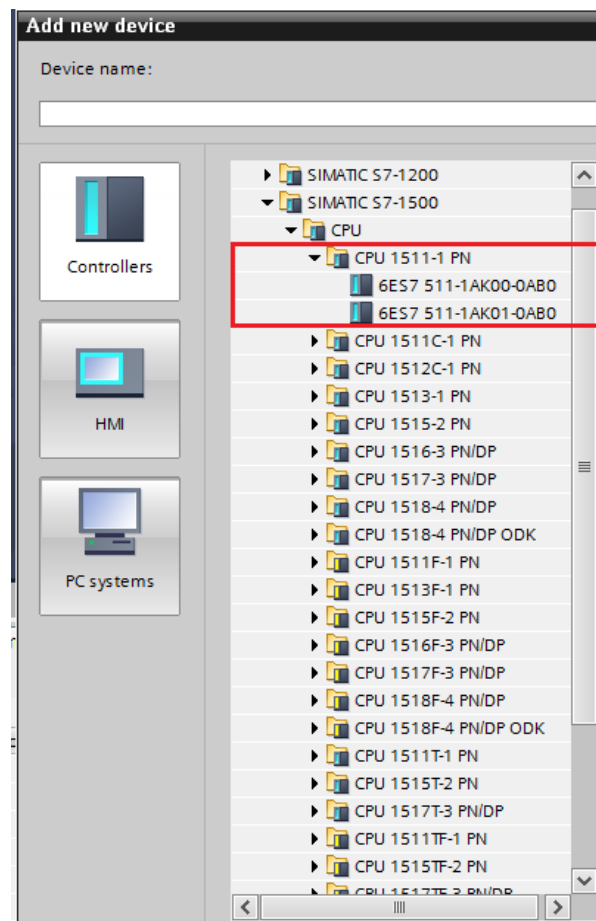 Add new device
Device name:
Controllers
HMI
PC systems
SIMATIC S7-1200
SIMATIC S7-1500
CPU
CPU 1511-1 PN
6ES7 511-1AK00-0AB0
6ES7 511-1AK01-0AB0
CPU 1511C-1 PN
CPU 1512C-1 PN
CPU 1513-1 PN
CPU 1515-2 PN
CPU 1516-3 PN/DP
CPU 1517-3 PN/DP
CPU 1518-4 PN/DP
CPU 1518-4 PN/DP ODK
CPU 1511F-1 PN
CPU 1513F-1 PN
CPU 1515F-2 PN
CPU 1516F-3 PN/DP
CPU 1517F-3 PN/DP
CPU 1518F-4 PN/DP
CPU 1518F-4 PN/DP ODK
CPU 1511T-1 PN
CPU 1515T-2 PN
CPU 1517T-3 PN/DP
CPU 1511TF-1 PN
CPU 1515TF-2 PN
CPU 1517TF-3 PN/DP